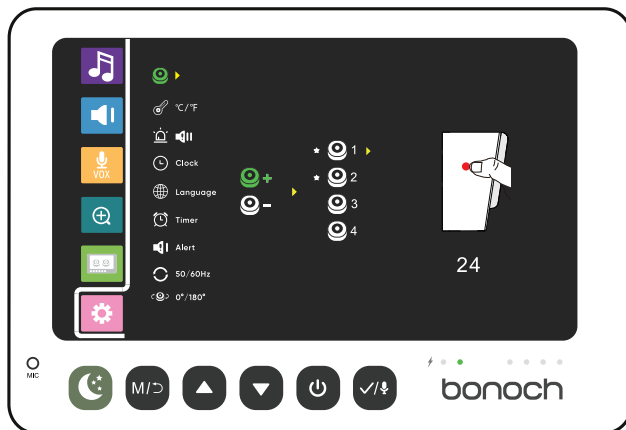 VOX
°C/°F
Clock
Language
Timer
Alert
50/60Hz
0°/180°
1
2
3
4
24
MIC
M/
/
bonoch